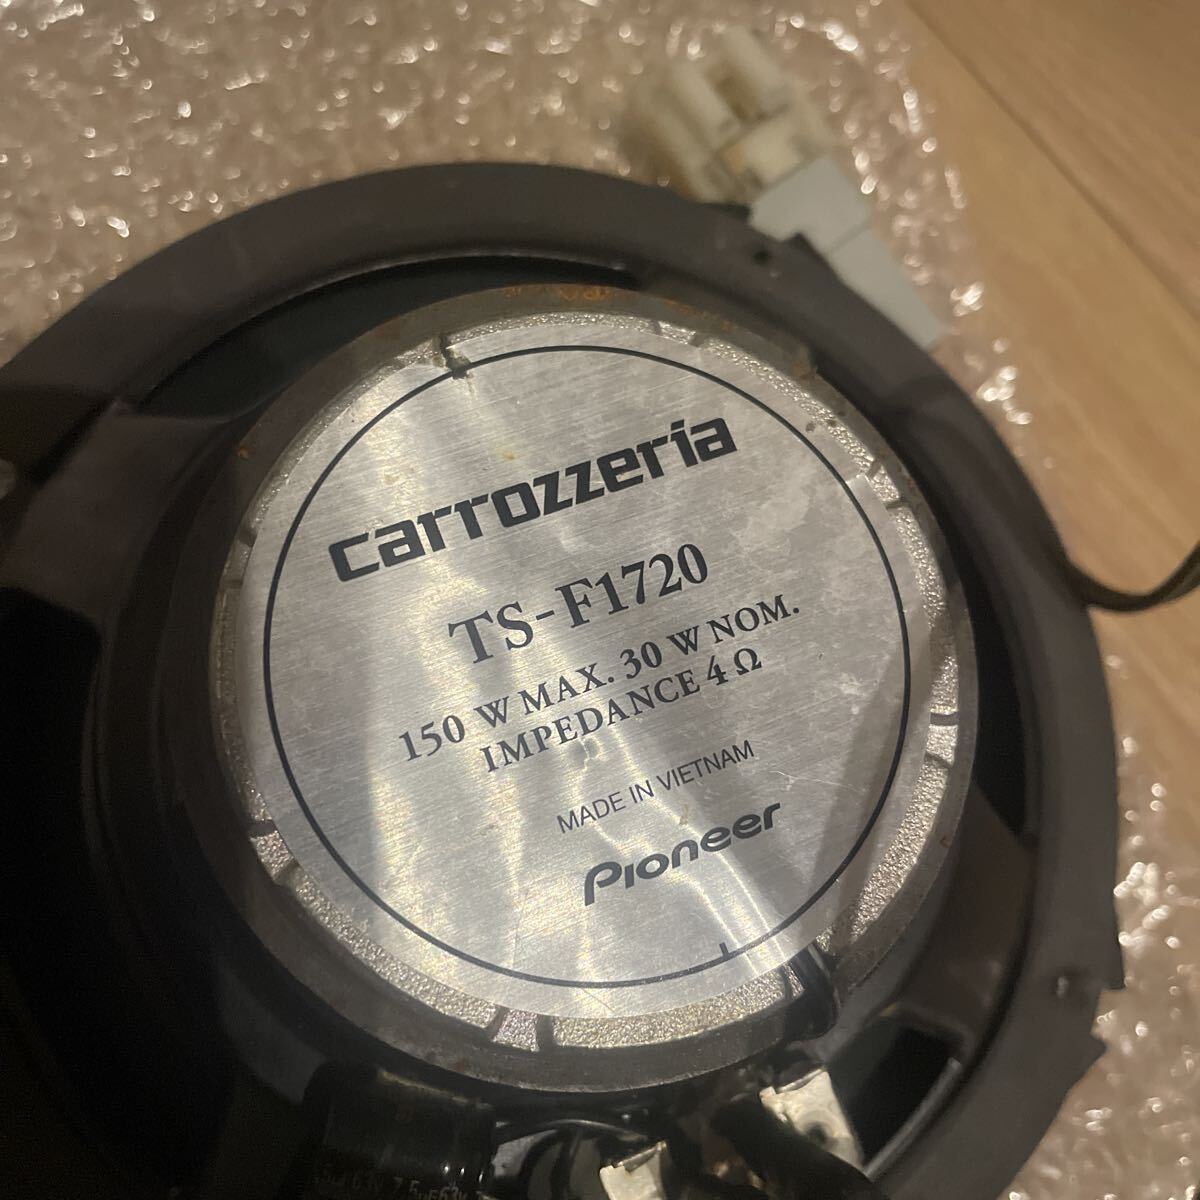 carrozzeria
TS-F1720
150 W MAX. 30 W NOM.
IMPEDANCE 4 Ω
MADE IN VIETNAM
Pioneer